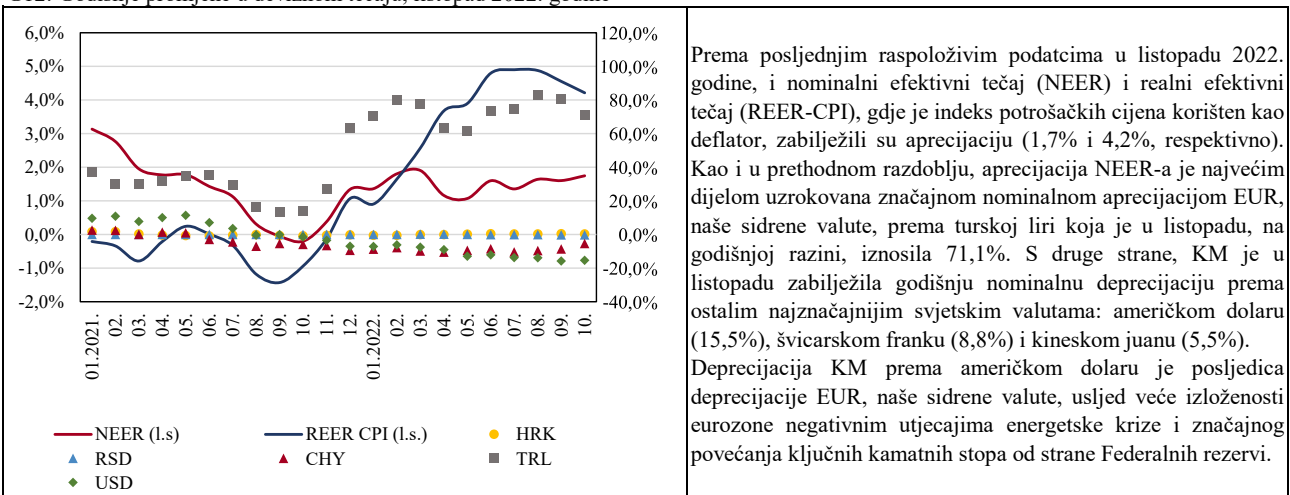 6,0%
5,0%
4,0%
3,0%
2,0%
1,0%
0,0%
-1,0%
-2,0%
120,0%
100,0%
80,0%
60,0%
40,0%
20,0%
0,0%
-20,0%
-40,0%
01.2021.
02.
03.
04.
05.
06.
07.
08.
09.
10.
11.
12.
01.2022.
02.
03.
04.
05.
06.
07.
08.
09.
10.
NEER (l.s)
REER CPI (l.s.)
HRK
RSD
CHY
TRL
USD
Prema posljednjim raspoloživim podatcima u listopadu 2022.
godine, i nominalni efektivni tečaj (NEER) i realni efektivni
tečaj (REER-CPI), gdje je indeks potrošačkih cijena korišten kao
deflator, zabilježili su aprecijaciju (1,7% i 4,2%, respektivno).
Kao i u prethodnom razdoblju, aprecijacija NEER-a je najvećim
dijelom uzrokovana značajnom nominalnom aprecijacijom EUR,
naše sidrene valute, prema turskoj liri koja je u listopadu, na
godišnjoj razini, iznosila 71,1%. S druge strane, KM je u
listopadu zabilježila godišnju nominalnu deprecijaciju prema
ostalim najznačajnijim svjetskim valutama: američkom dolaru
(15,5%), švicarskom franku (8,8%) i kineskom juanu (5,5%).
Deprecijacija KM prema američkom dolaru je posljedica
deprecijacije EUR, naše sidrene valute, usljed veće izloženosti
eurozone negativnim utjecajima energetske krize i značajnog
povećanja ključnih kamatnih stopa od strane Federalnih rezervi.